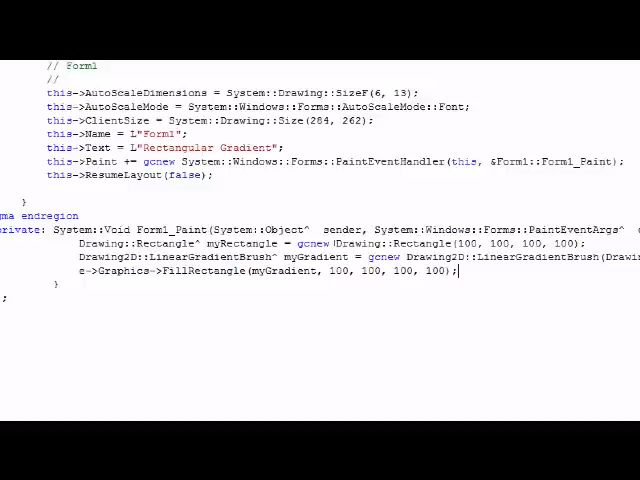 // Form1
//
this->AutoScaleDimensions = System::Drawing::SizeF(6, 13);
this->AutoScaleMode = System::Windows::Forms::AutoScaleMode::Font;
this->ClientSize = System::Drawing::Size(284, 262);
this->Name = L"Form1";
this->Text = L"Rectangular Gradient";
this->Paint += gcnew System::Windows::Forms::PaintEventHandler(this, &Form1::Form1_Paint);
this->ResumeLayout(false);
}
gma endregion
private: System::Void Form1_Paint(System::Object^ sender, System::Windows::Forms::PaintEventArgs^ e
Drawing::Rectangle^ myRectangle = gcnew Drawing::Rectangle(100, 100, 100, 100);
Drawing2D::LinearGradientBrush^ myGradient = gcnew Drawing2D::LinearGradientBrush(Drawin
e->Graphics->FillRectangle(myGradient, 100, 100, 100, 100);
}
;